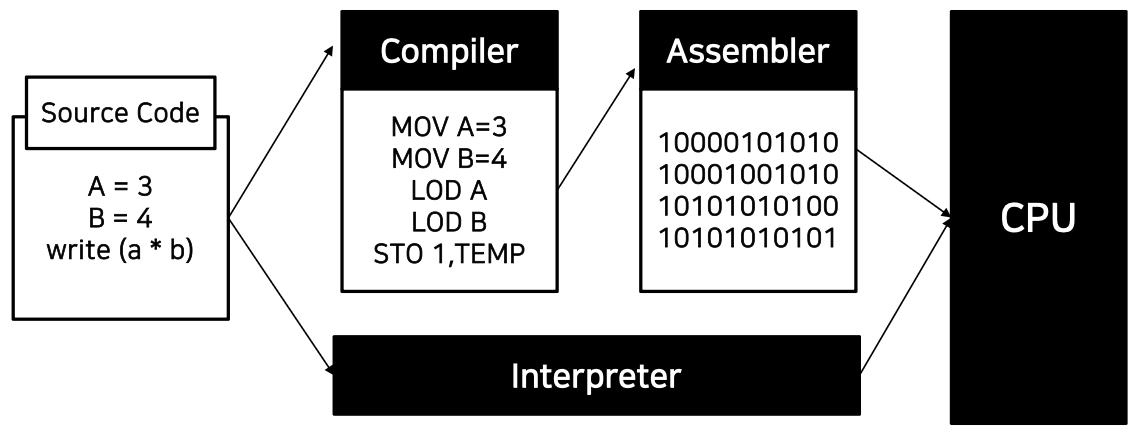 Source Code
A = 3
B = 4
write (a * b)
Compiler
MOV A=3
MOV B=4
LOD A
LOD B
STO 1,TEMP
Assembler
10000101010
10001001010
10101010100
10101010101
Interpreter
CPU